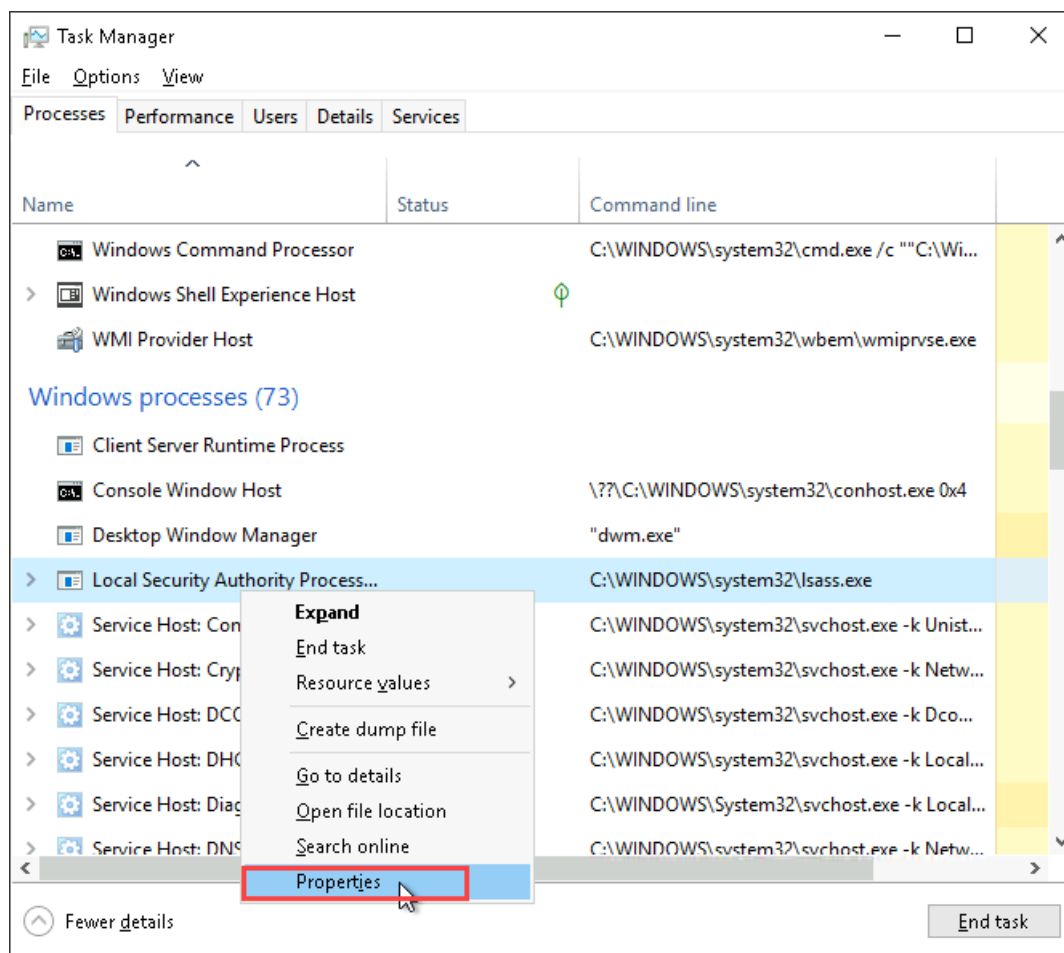 Task Manager
File Options View
Processes Performance Users Details Services
Name Status Command line
Windows Command Processor C:\WINDOWS\system32\cmd.exe /c ""C:\Wi...
Windows Shell Experience Host
WMI Provider Host C:\WINDOWS\system32\wbem\wmiprvse.exe
Windows processes (73)
Client Server Runtime Process
Console Window Host \??\C:\WINDOWS\system32\conhost.exe 0x4
Desktop Window Manager "dwm.exe"
Local Security Authority Process... C:\WINDOWS\system32\lsass.exe
Service Host: Con C:\WINDOWS\system32\svchost.exe -k Unist...
Service Host: Cryp C:\WINDOWS\system32\svchost.exe -k Netw...
Service Host: DCO C:\WINDOWS\system32\svchost.exe -k Dco...
Service Host: DHC C:\WINDOWS\system32\svchost.exe -k Local...
Service Host: Diag C:\WINDOWS\System32\svchost.exe -k Local...
Service Host: DNS C:\WINDOWS\system32\svchost.exe -k Netw...
Expand
End task
Resource values
Create dump file
Go to details
Open file location
Search online
Properties
Fewer details
End task